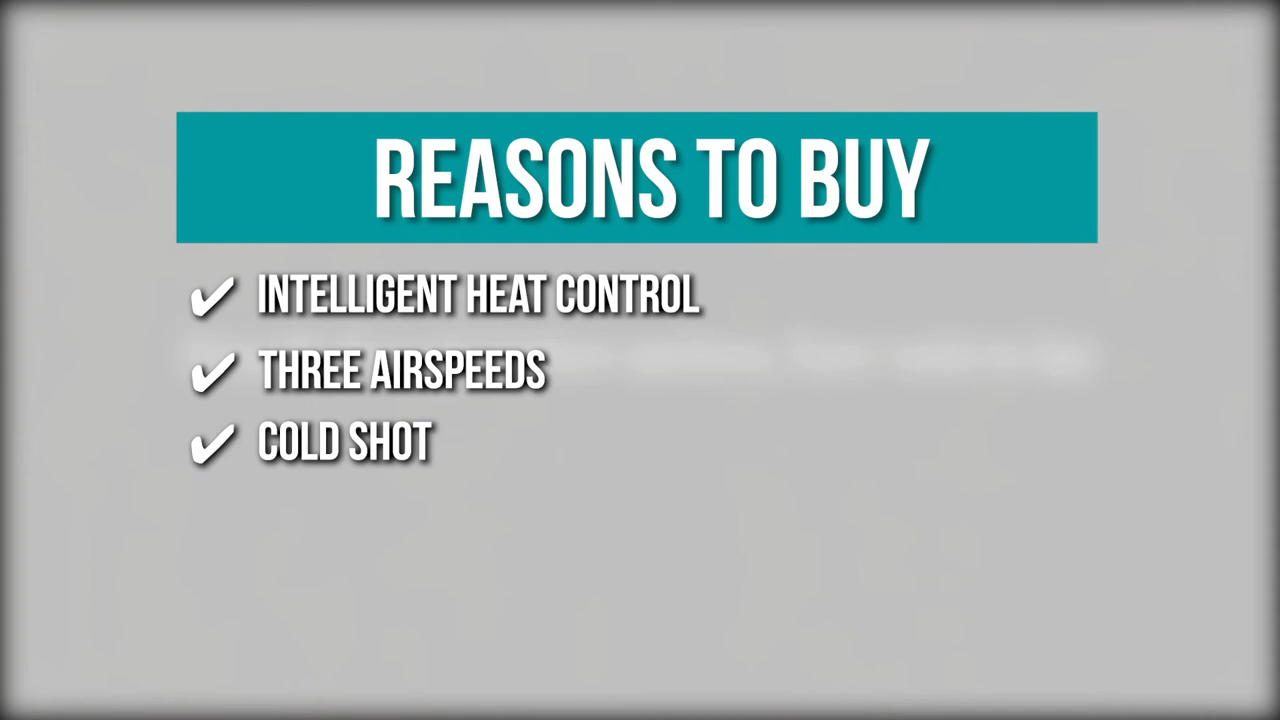 REASONS TO BUY
✔ INTELLIGENT HEAT CONTROL
✔ THREE AIRSPEEDS
✔ COLD SHOT